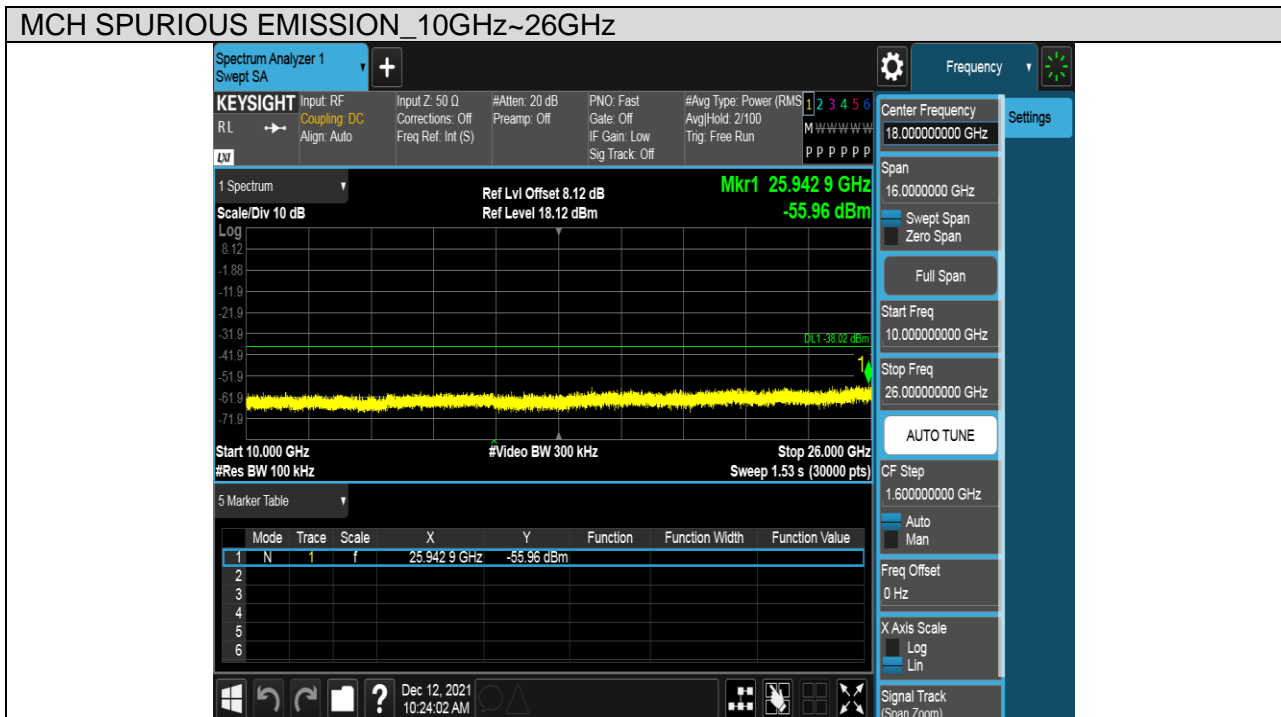 MCH SPURIOUS EMISSION_10GHz~26GHz
Spectrum Analyzer 1
Swept SA
+
Frequency
KEYSIGHT
RL
LXI
Input: RF
Coupling: DC
Align: Auto
Input Z: 50 Ω
Corrections: Off
Freq Ref: Int (S)
#Atten: 20 dB
Preamp: Off
PNO: Fast
Gate: Off
IF Gain: Low
Sig Track: Off
#Avg Type: Power (RMS
Avg|Hold: 2/100
Trig: Free Run
1 2 3 4 5 6
M W W W W W
P P P P P P
1 Spectrum
Scale/Div 10 dB
Ref Lvl Offset 8.12 dB
Ref Level 18.12 dBm
Mkr1 25.942 9 GHz
-55.96 dBm
Log
8.12
-1.88
-11.9
-21.9
-31.9
-41.9
-51.9
-61.9
-71.9
DL1 -38.02 dBm
1
Start 10.000 GHz
#Res BW 100 kHz
#Video BW 300 kHz
Stop 26.000 GHz
Sweep 1.53 s (30000 pts)
5 Marker Table
Mode Trace Scale X Y Function Function Width Function Value
1 N 1 f 25.942 9 GHz -55.96 dBm
2
3
4
5
6
?
Dec 12, 2021
10:24:02 AM
Center Frequency
18.000000000 GHz
Settings
Span
16.0000000 GHz
Swept Span
Zero Span
Full Span
Start Freq
10.000000000 GHz
Stop Freq
26.000000000 GHz
AUTO TUNE
CF Step
1.600000000 GHz
Auto
Man
Freq Offset
0 Hz
X Axis Scale
Log
Lin
Signal Track
(Span Zoom)